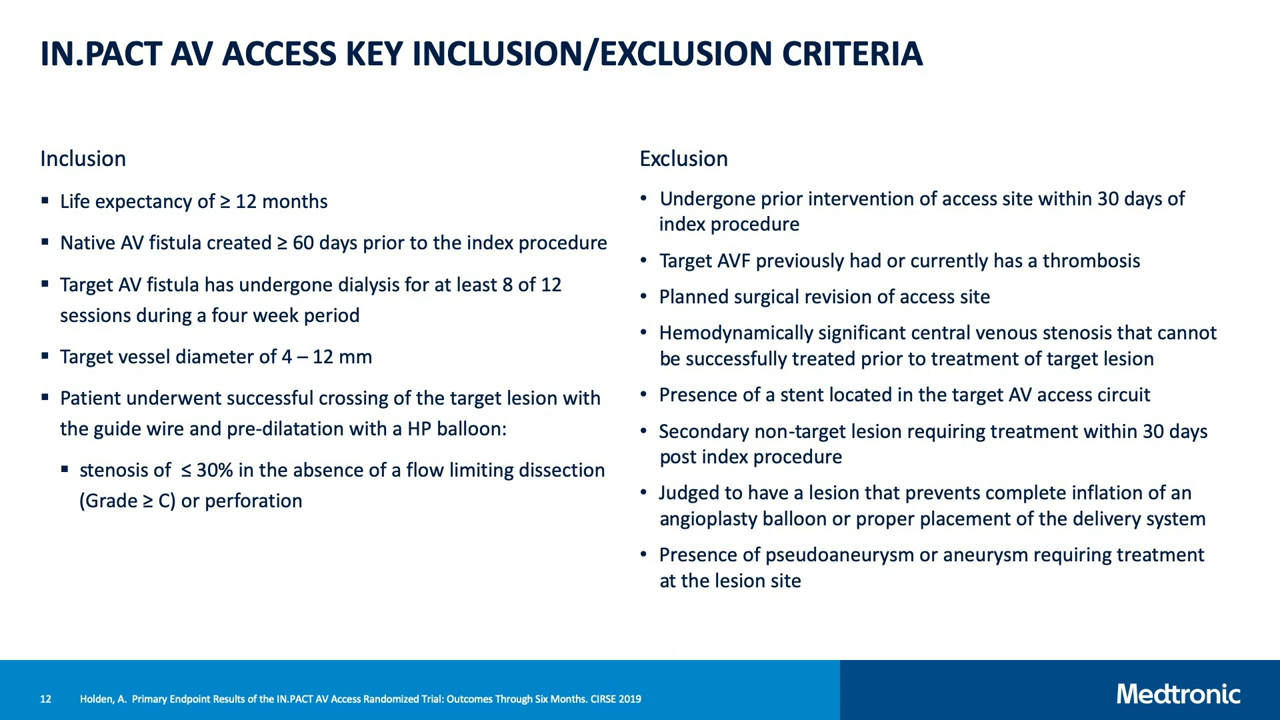 IN.PACT AV ACCESS KEY INCLUSION/EXCLUSION CRITERIA
Inclusion
▪ Life expectancy of ≥ 12 months
▪ Native AV fistula created ≥ 60 days prior to the index procedure
▪ Target AV fistula has undergone dialysis for at least 8 of 12
sessions during a four week period
▪ Target vessel diameter of 4 – 12 mm
▪ Patient underwent successful crossing of the target lesion with
the guide wire and pre-dilatation with a HP balloon:
▪ stenosis of ≤ 30% in the absence of a flow limiting dissection
(Grade ≥ C) or perforation
Exclusion
• Undergone prior intervention of access site within 30 days of
index procedure
• Target AVF previously had or currently has a thrombosis
• Planned surgical revision of access site
• Hemodynamically significant central venous stenosis that cannot
be successfully treated prior to treatment of target lesion
• Presence of a stent located in the target AV access circuit
• Secondary non-target lesion requiring treatment within 30 days
post index procedure
• Judged to have a lesion that prevents complete inflation of an
angioplasty balloon or proper placement of the delivery system
• Presence of pseudoaneurysm or aneurysm requiring treatment
at the lesion site
12 Holden, A. Primary Endpoint Results of the IN.PACT AV Access Randomized Trial: Outcomes Through Six Months. CIRSE 2019
Medtronic